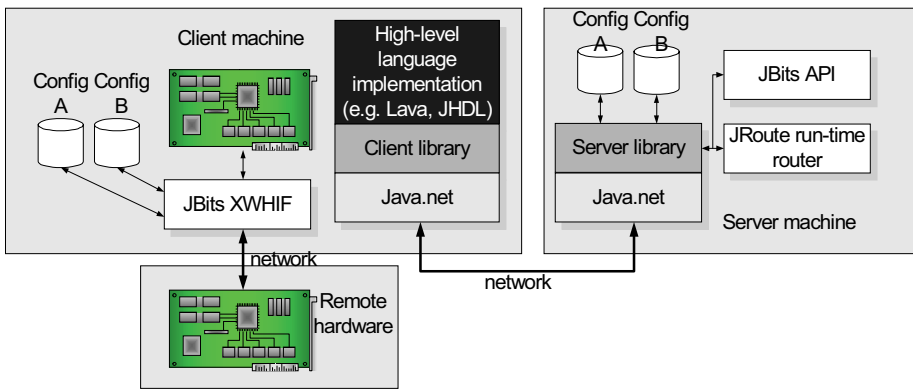 Client machine
Config Config
A B
JBits XWHIF
High-level
language
implementation
(e.g. Lava, JHDL)
Client library
Java.net
network
Remote
hardware
network
Config Config
A B
Server library
Java.net
JBits API
JRoute run-time
router
Server machine